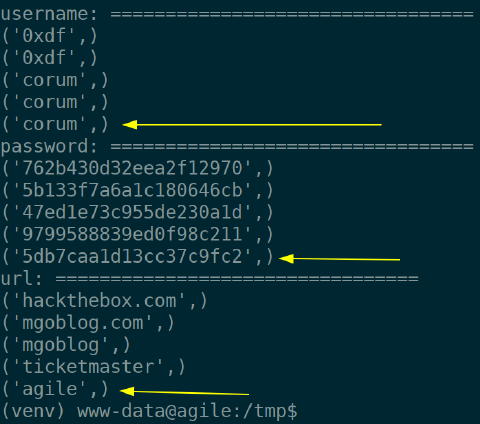 username: =================================
('0xdf',)
('0xdf',)
('corum',)
('corum',)
('corum',)
password: =================================
('762b430d32eea2f12970',)
('5b133f7a6a1c180646cb',)
('47ed1e73c955de230a1d',)
('9799588839ed0f98c211',)
('5db7caa1d13cc37c9fc2',)
url: =================================
('hackthebox.com',)
('mgoblog.com',)
('mgoblog',)
('ticketmaster',)
('agile',)
(venv) www-data@agile:/tmp$